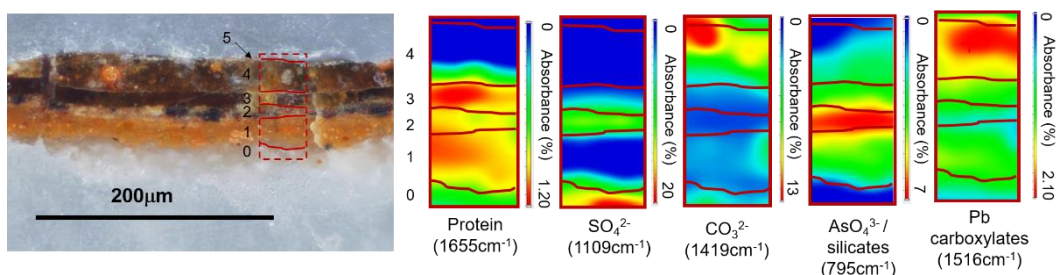 5
4
3
2
1
0
200μm
4
3
2
1
0
0
Absorbance (%)
1.20
Protein
(1655cm⁻¹)
0
Absorbance (%)
20
SO₄²⁻
(1109cm⁻¹)
0
Absorbance (%)
13
CO₃²⁻
(1419cm⁻¹)
0
Absorbance (%)
7
AsO₄³⁻/
silicates
(795cm⁻¹)
0
Absorbance (%)
2.10
Pb
carboxylates
(1516cm⁻¹)